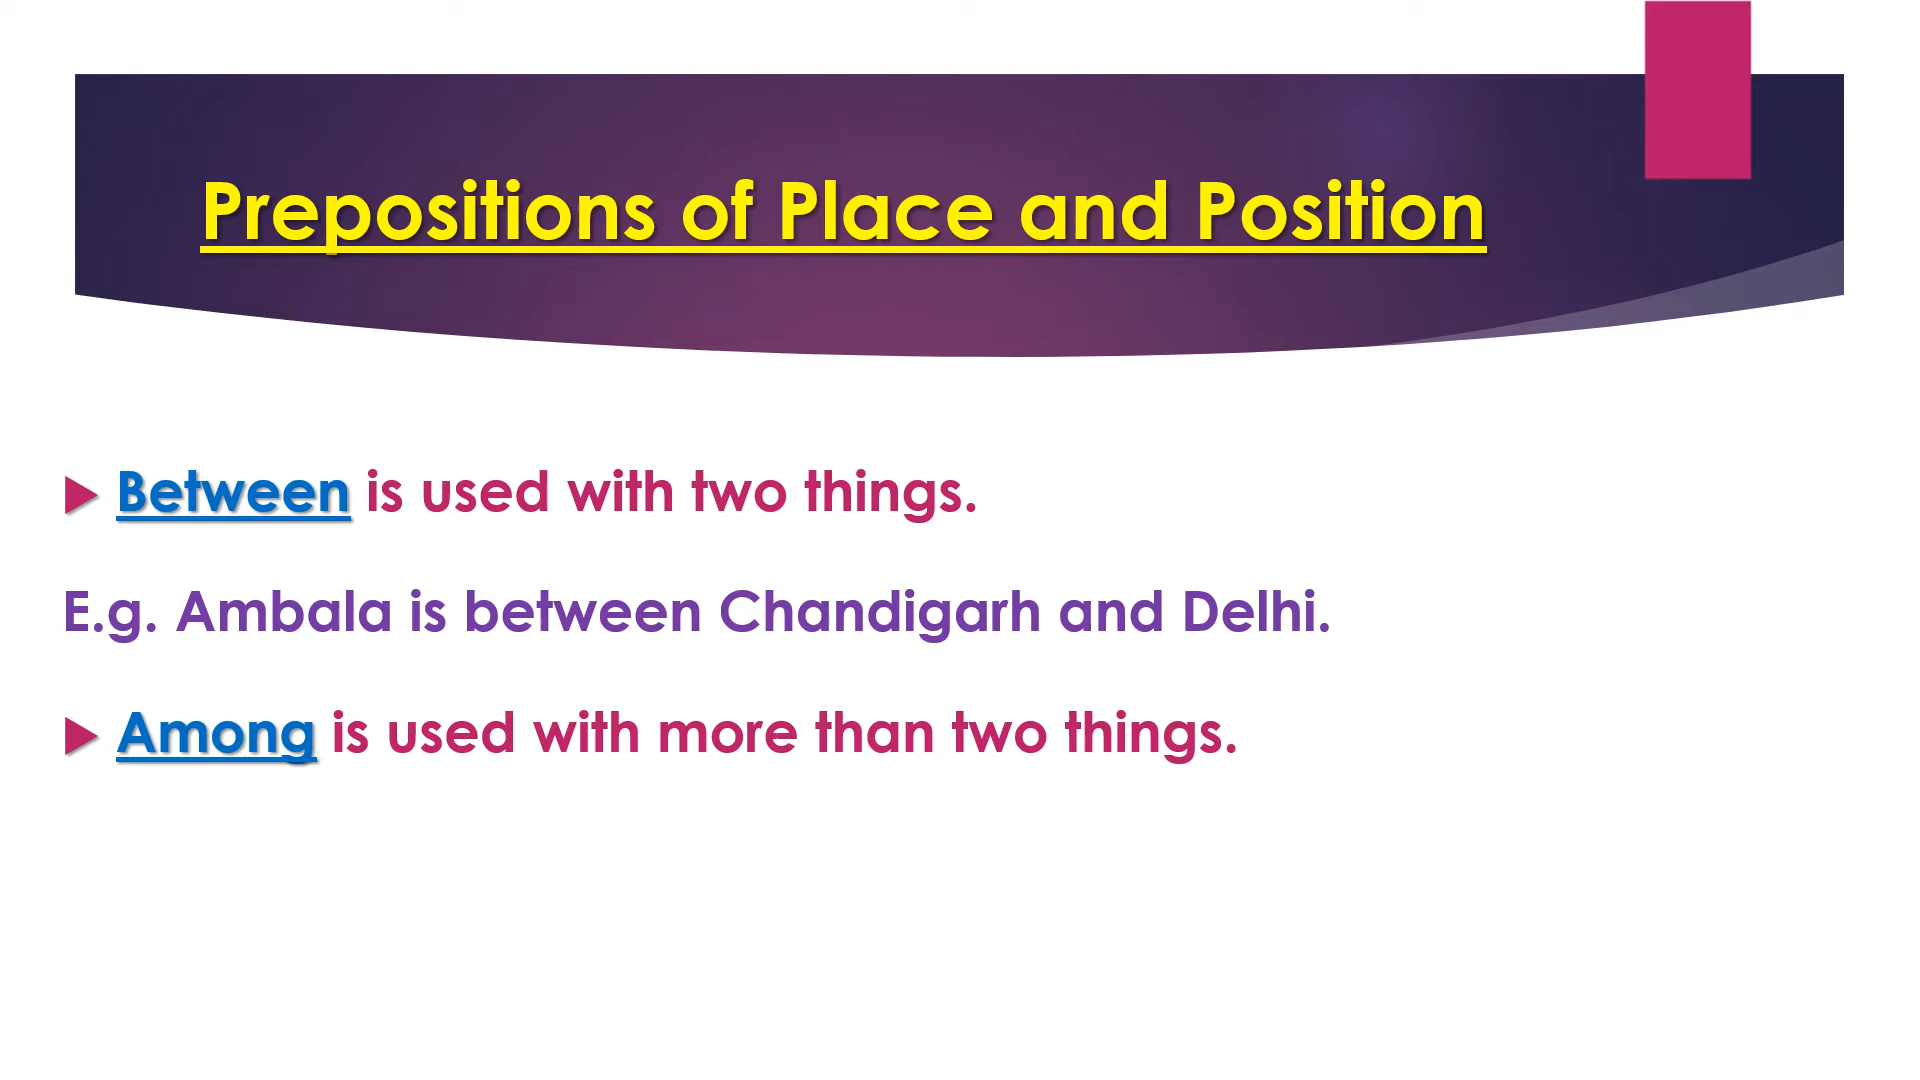 Prepositions of Place and Position
Between is used with two things.
E.g. Ambala is between Chandigarh and Delhi.
Among is used with more than two things.